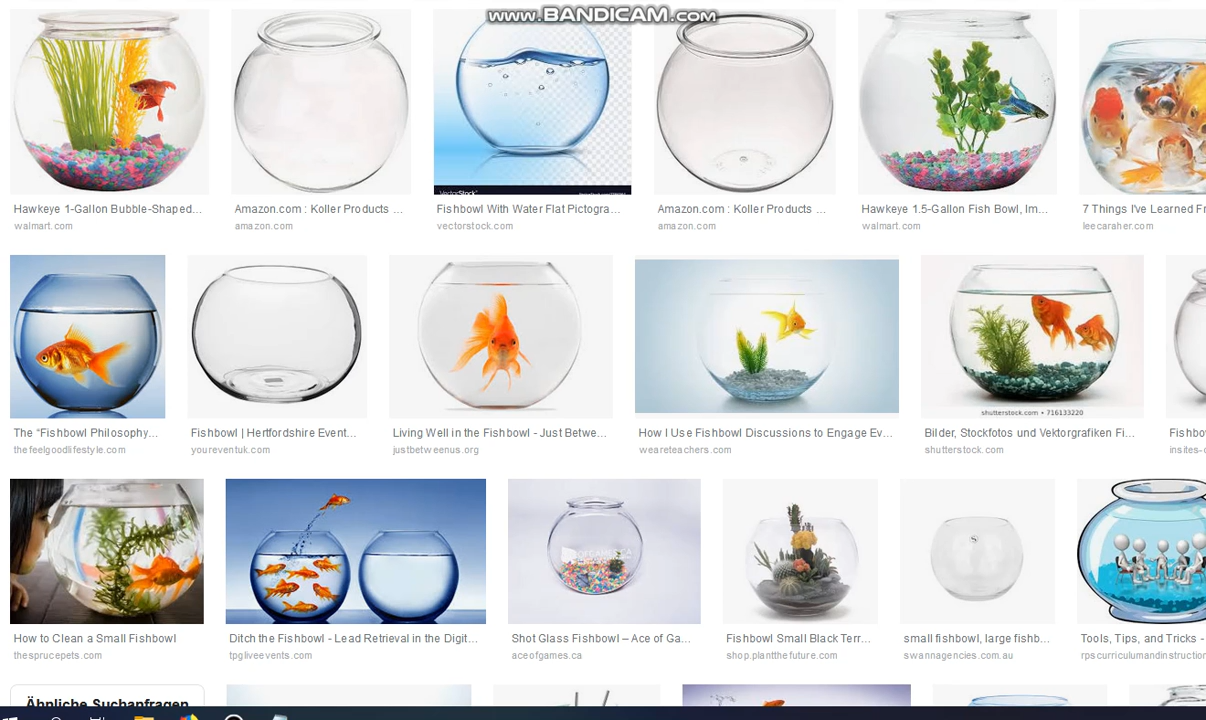 www.BANDICAM.com
VectorStock®
Hawkeye 1-Gallon Bubble-Shaped...
walmart.com
Amazon.com : Koller Products ...
amazon.com
Fishbowl With Water Flat Pictogra...
vectorstock.com
Amazon.com : Koller Products ...
amazon.com
Hawkeye 1.5-Gallon Fish Bowl, Im...
walmart.com
7 Things I've Learned Fr
leecaraher.com
shutterstock.com • 716133220
The “Fishbowl Philosophy...
thefeelgoodlifestyle.com
Fishbowl | Hertfordshire Event...
youreventuk.com
Living Well in the Fishbowl - Just Betwe...
justbetweenus.org
How I Use Fishbowl Discussions to Engage Ev...
weareteachers.com
Bilder, Stockfotos und Vektorgrafiken Fi...
shutterstock.com
Fishbo
insites-c
How to Clean a Small Fishbowl
thesprucepets.com
Ditch the Fishbowl - Lead Retrieval in the Digit...
tpgliveevents.com
Shot Glass Fishbowl – Ace of Ga...
aceofgames.ca
Fishbowl Small Black Terr...
shop.plantthefuture.com
small fishbowl, large fishb...
swannagencies.com.au
Tools, Tips, and Tricks -
rpscurriculumandinstruction
Ähnliche Suchanfragen